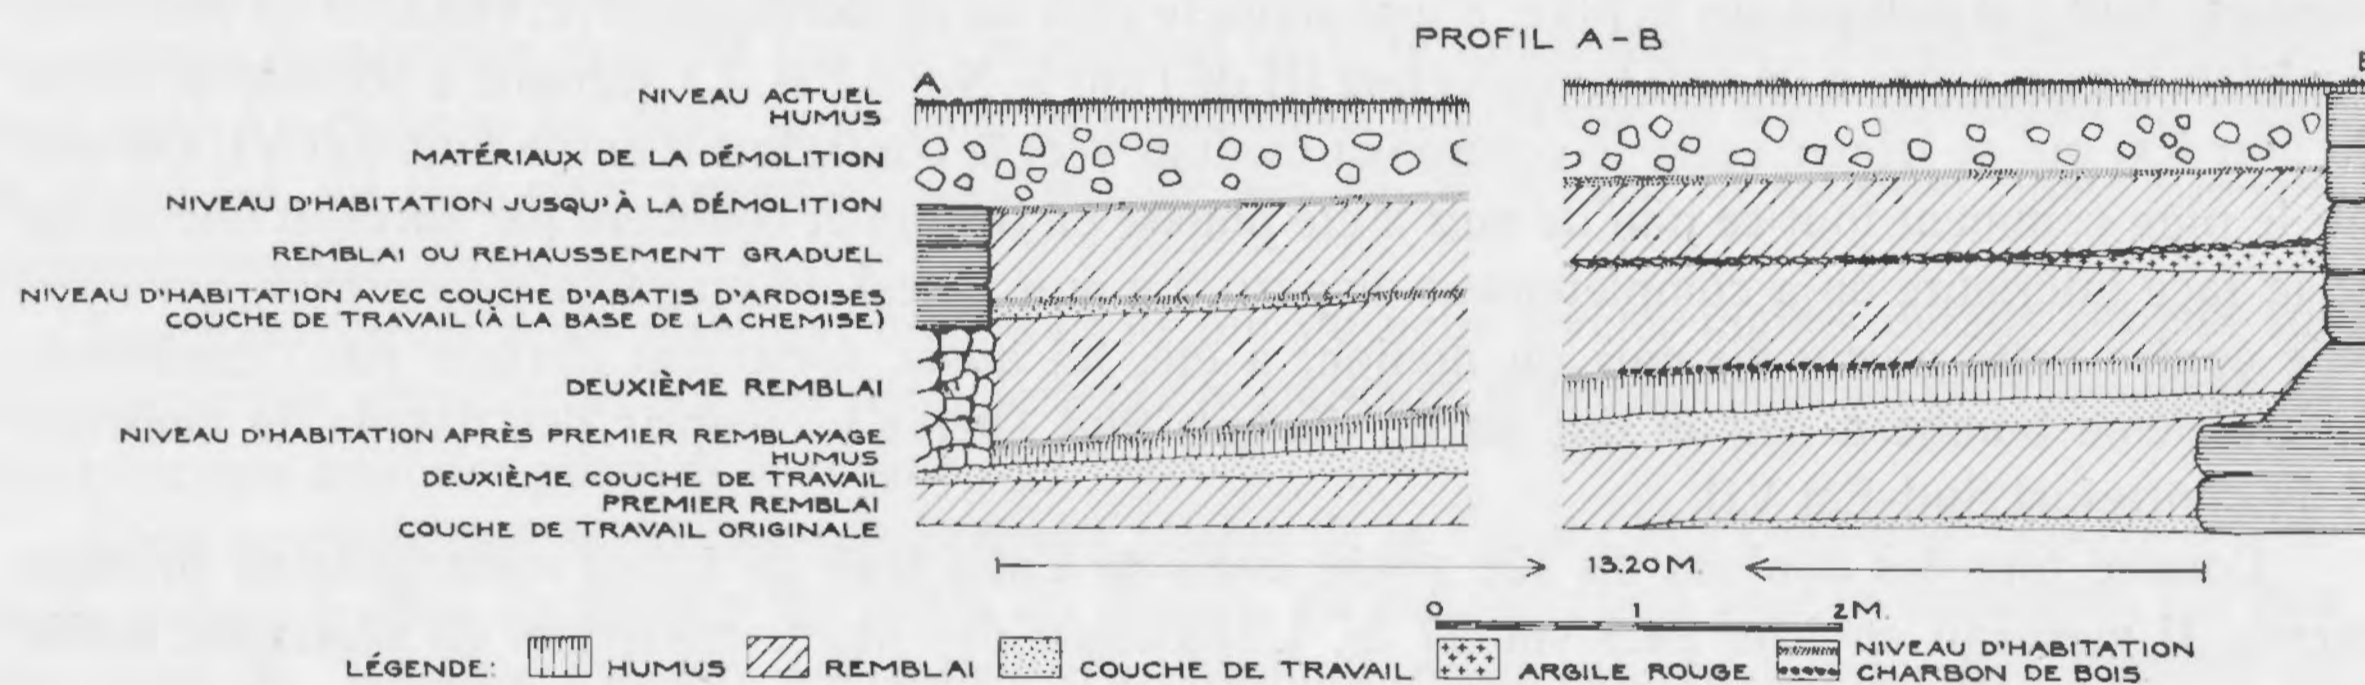 PROFIL A-B
A
B
NIVEAU ACTUEL
HUMUS
MATÉRIAUX DE LA DÉMOLITION
NIVEAU D'HABITATION JUSQU'À LA DÉMOLITION
REMBLAI OU REHAUSSEMENT GRADUEL
NIVEAU D'HABITATION AVEC COUCHE D'ABATIS D'ARDOISES
COUCHE DE TRAVAIL (À LA BASE DE LA CHEMISE)
DEUXIÈME REMBLAI
NIVEAU D'HABITATION APRÈS PREMIER REMBLAYAGE
HUMUS
DEUXIÈME COUCHE DE TRAVAIL
PREMIER REMBLAI
COUCHE DE TRAVAIL ORIGINALE
13.20 M.
0 1 2 M.
LÉGENDE: HUMUS REMBLAI COUCHE DE TRAVAIL ARGILE ROUGE NIVEAU D'HABITATION
CHARBON DE BOIS